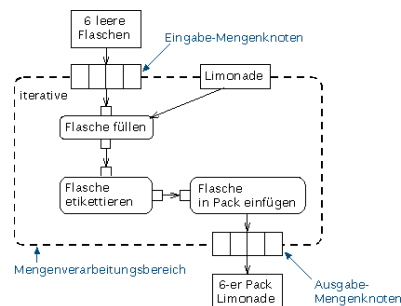 6 leere
Flaschen
Eingabe-Mengenknoten
iterative
Limonade
Flasche füllen
Flasche
etikettieren
Flasche
in Pack einfügen
Mengenverarbeitungsbereich
6-er Pack
Limonade
Ausgabe-
Mengenknoten